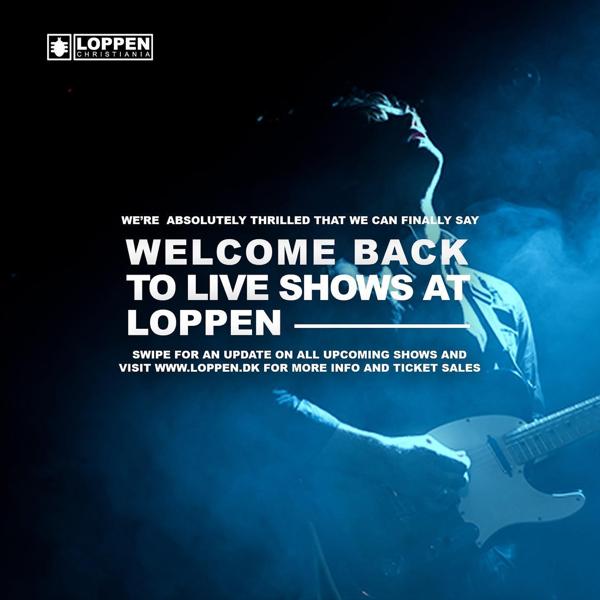 LOPPEN
CHRISTIANIA
WE'RE ABSOLUTELY THRILLED THAT WE CAN FINALLY SAY
WELCOME BACK
TO LIVE SHOWS AT
LOPPEN
SWIPE FOR AN UPDATE ON ALL UPCOMING SHOWS AND
VISIT WWW.LOPPEN.DK FOR MORE INFO AND TICKET SALES